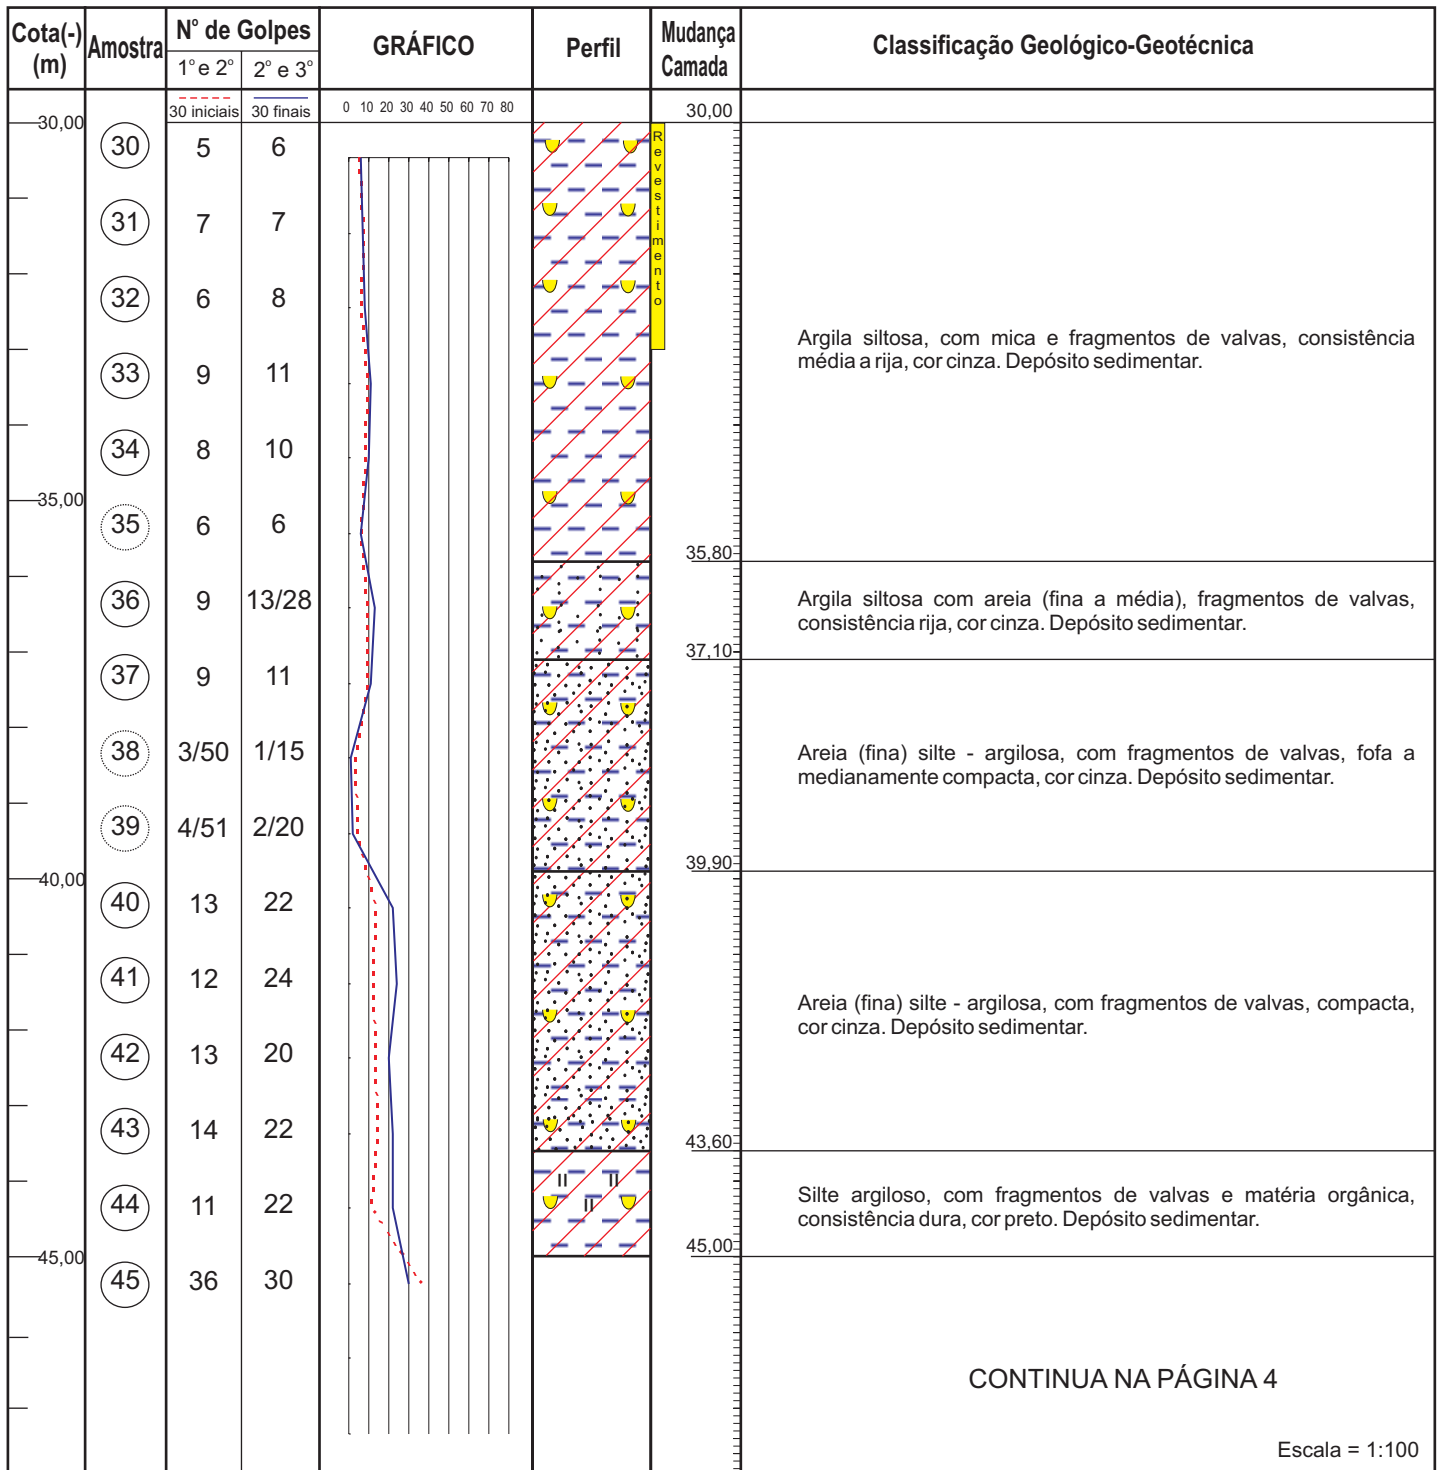 Cota(-) (m) Amostra N° de Golpes GRÁFICO Perfil Mudança Camada Classificação Geológico-Geotécnica
1° e 2° 2° e 3°
30 iniciais 30 finais 0 10 20 30 40 50 60 70 80 30,00
30,00
30 5 6
Revestimento
31 7 7
32 6 8
Argila siltosa, com mica e fragmentos de valvas, consistência
média a rija, cor cinza. Depósito sedimentar.
33 9 11
34 8 10
35,00
35 6 6
35,80
36 9 13/28
Argila siltosa com areia (fina a média), fragmentos de valvas,
consistência rija, cor cinza. Depósito sedimentar.
37,10
37 9 11
38 3/50 1/15
Areia (fina) silte - argilosa, com fragmentos de valvas, fofa a
medianamente compacta, cor cinza. Depósito sedimentar.
39 4/51 2/20
39,90
40,00
40 13 22
41 12 24
Areia (fina) silte - argilosa, com fragmentos de valvas, compacta,
cor cinza. Depósito sedimentar.
42 13 20
43 14 22
43,60
44 11 22
Silte argiloso, com fragmentos de valvas e matéria orgânica,
consistência dura, cor preto. Depósito sedimentar.
45,00
45,00
45 36 30
CONTINUA NA PÁGINA 4
Escala = 1:100